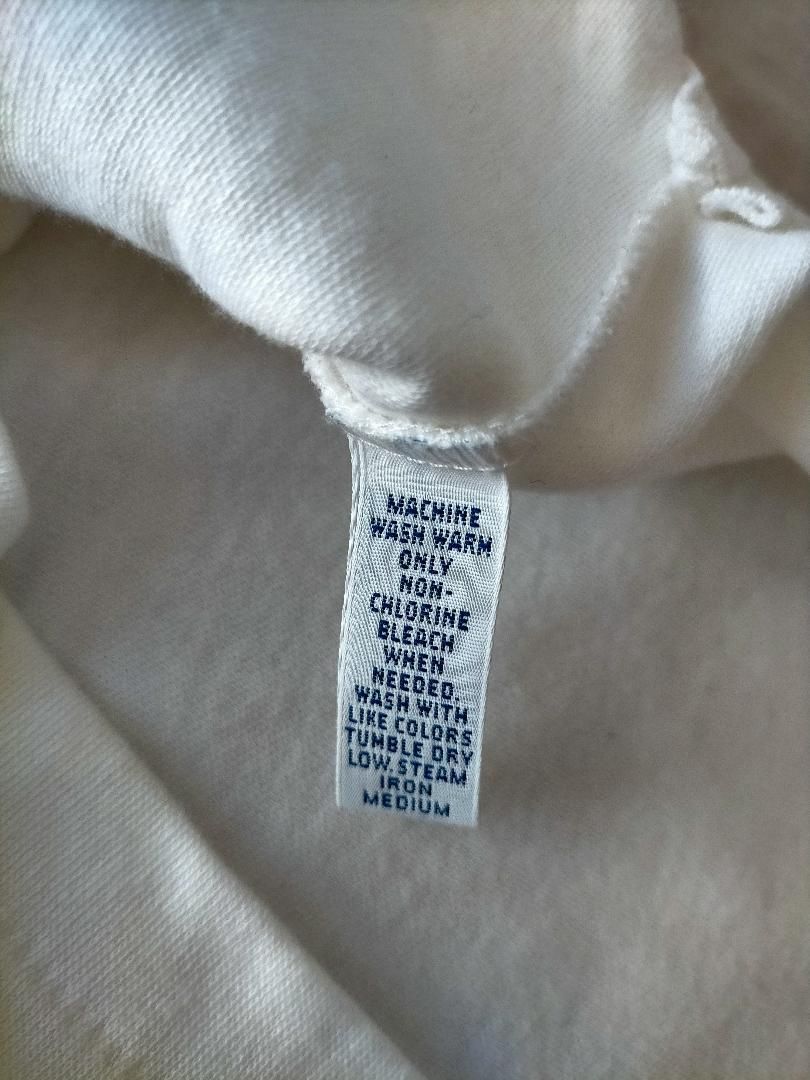 MACHINE
WASH WARM
ONLY
NON-
CHLORINE
BLEACH
WHEN
NEEDED.
WASH WITH
LIKE COLORS
TUMBLE DRY
LOW.STEAM
IRON
MEDIUM